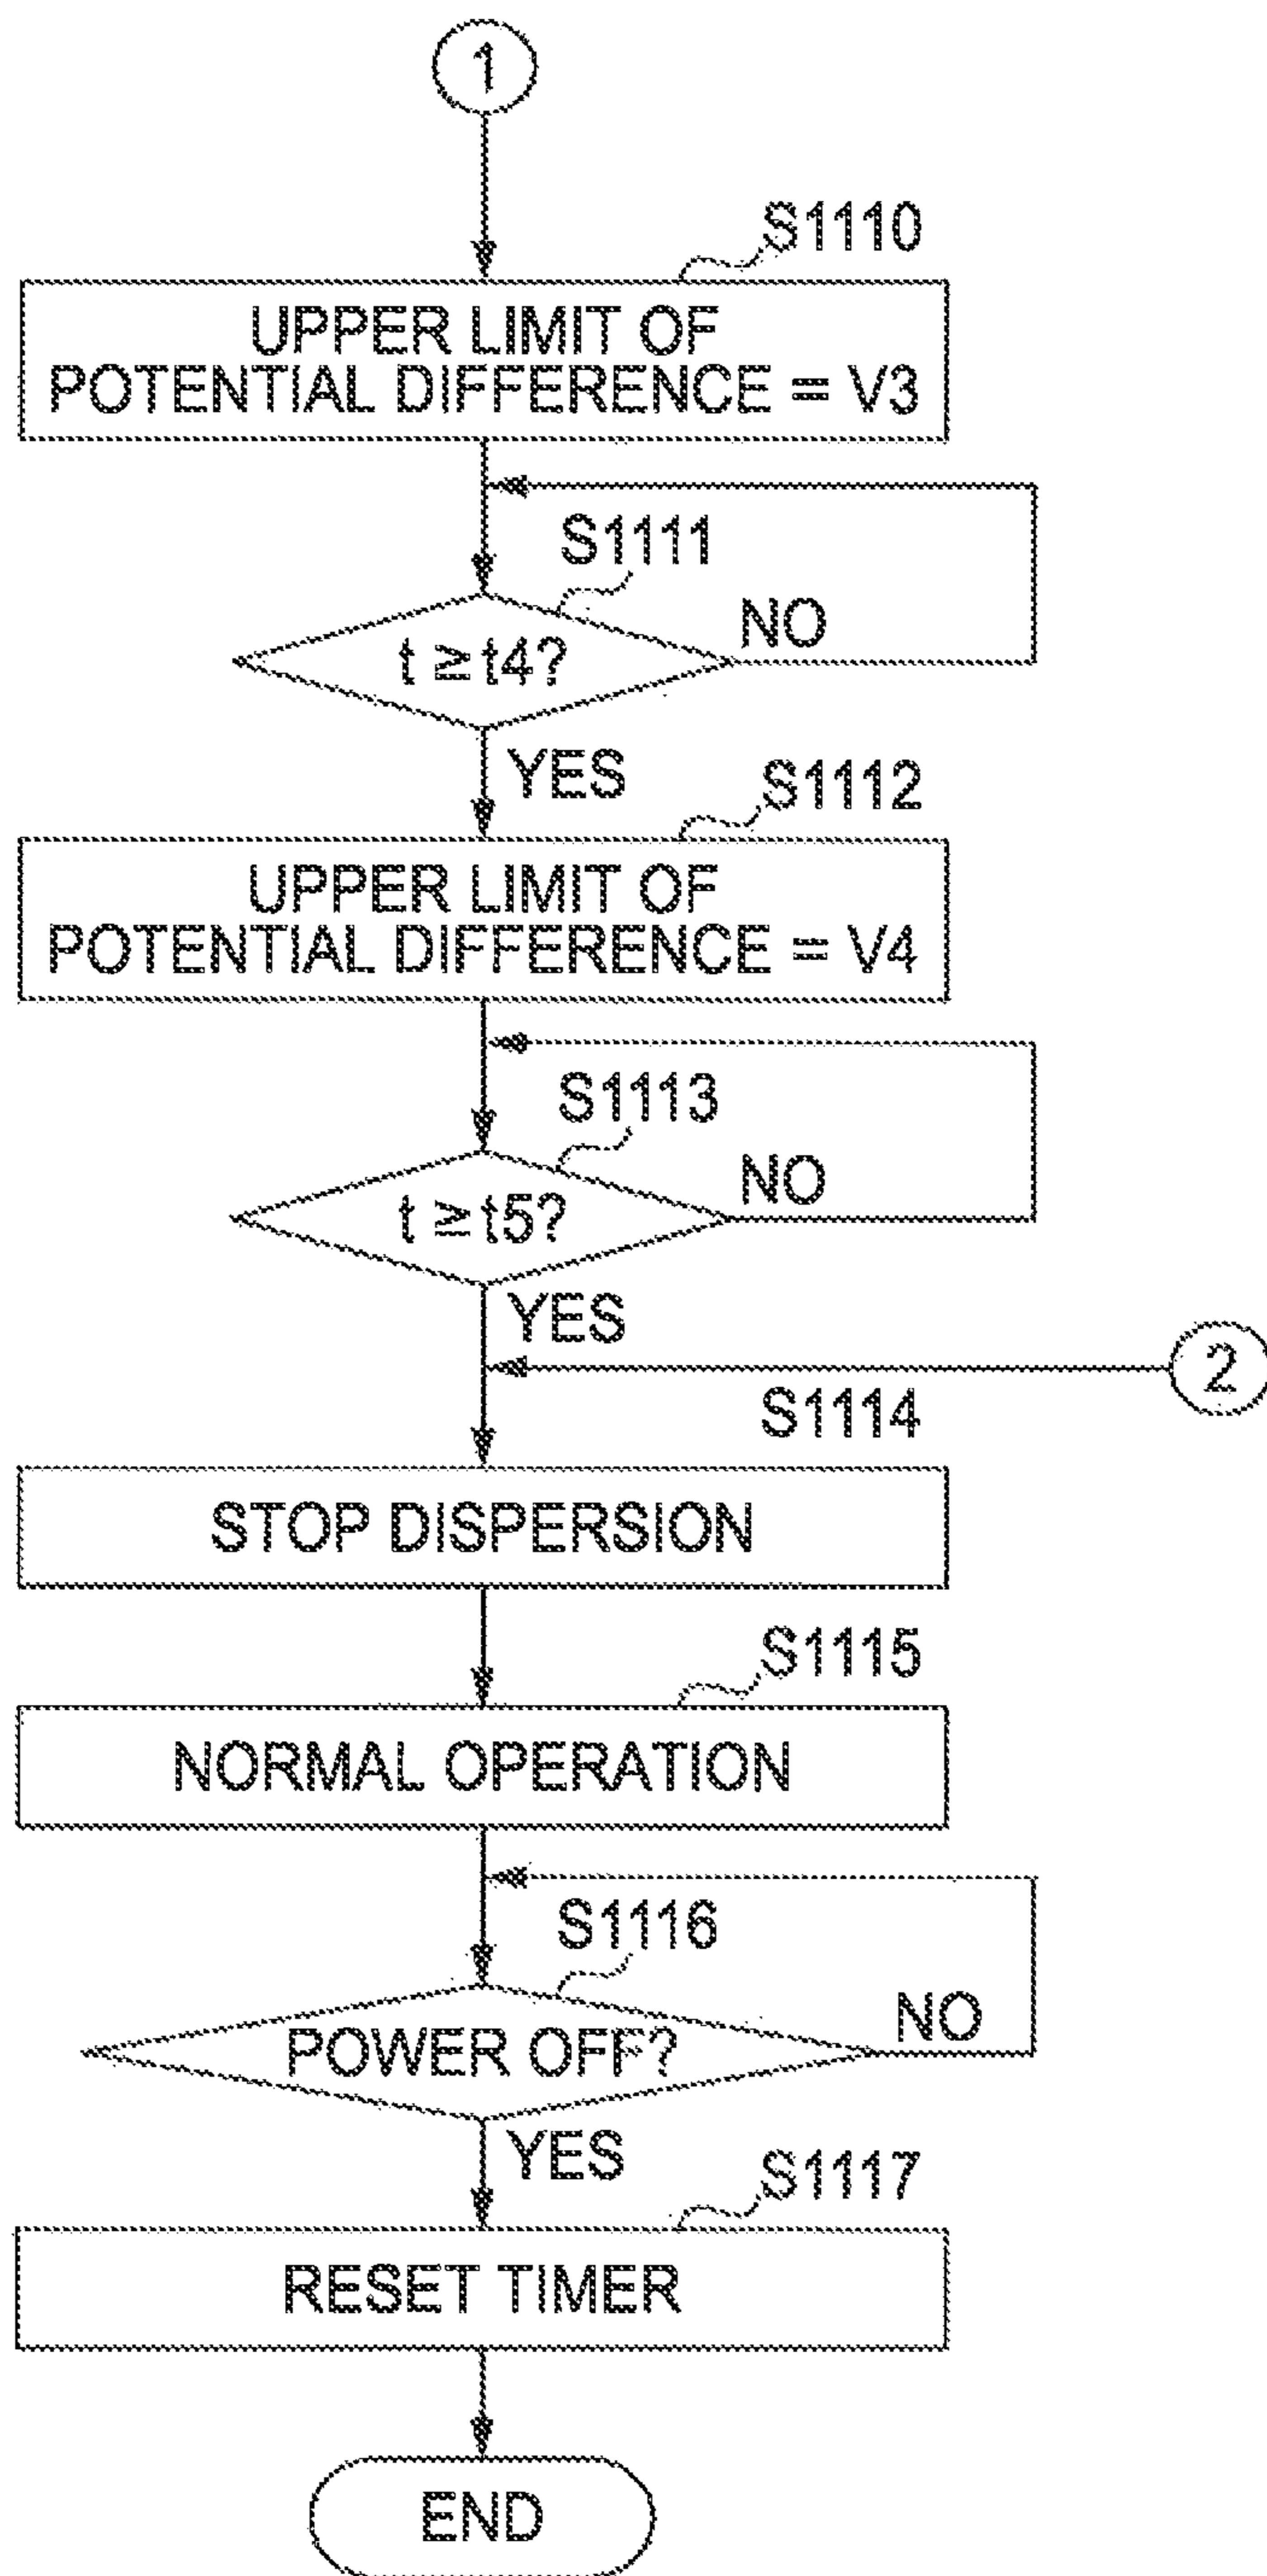 1
S1110
UPPER LIMIT OF
POTENTIAL DIFFERENCE = V3
S1111
NO
t ≧ t4?
YES
S1112
UPPER LIMIT OF
POTENTIAL DIFFERENCE = V4
S1113
NO
t ≧ t5?
YES
2
S1114
STOP DISPERSION
S1115
NORMAL OPERATION
S1116
NO
POWER OFF?
YES
S1117
RESET TIMER
END